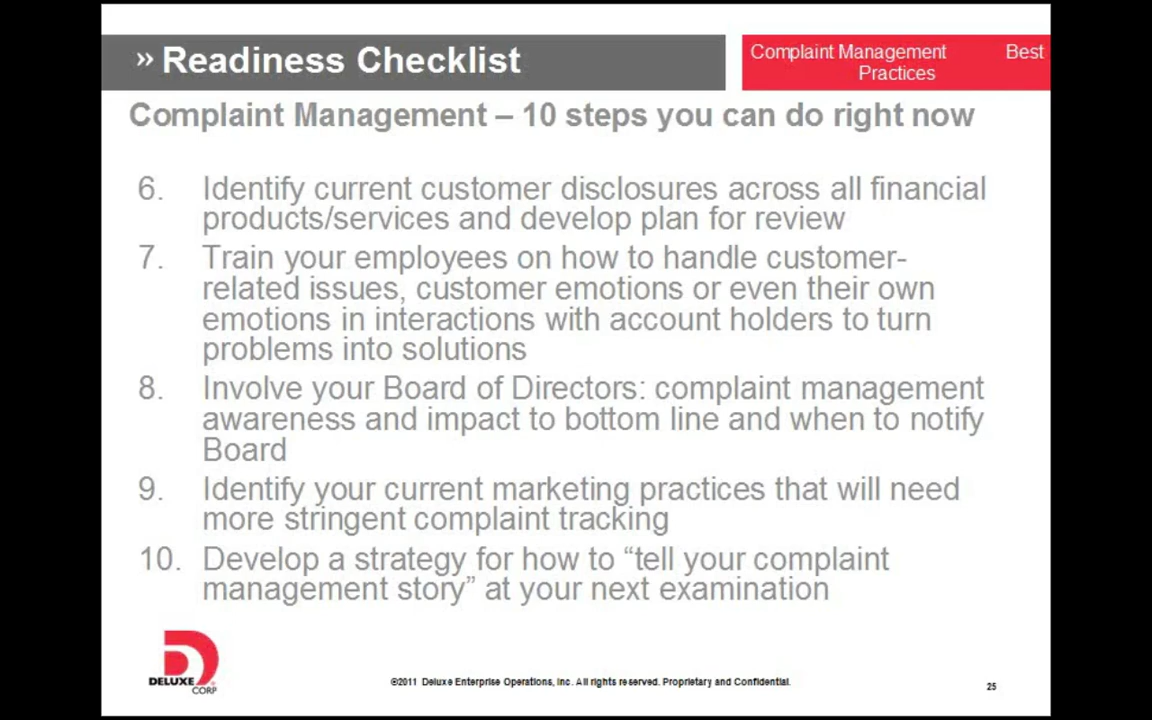 » Readiness Checklist
Complaint Management Best
Practices
Complaint Management – 10 steps you can do right now
6. Identify current customer disclosures across all financial
products/services and develop plan for review
7. Train your employees on how to handle customer-
related issues, customer emotions or even their own
emotions in interactions with account holders to turn
problems into solutions
8. Involve your Board of Directors: complaint management
awareness and impact to bottom line and when to notify
Board
9. Identify your current marketing practices that will need
more stringent complaint tracking
10. Develop a strategy for how to “tell your complaint
management story” at your next examination
DELUXE
CORP
©2011 Deluxe Enterprise Operations, Inc. All rights reserved. Proprietary and Confidential.
25